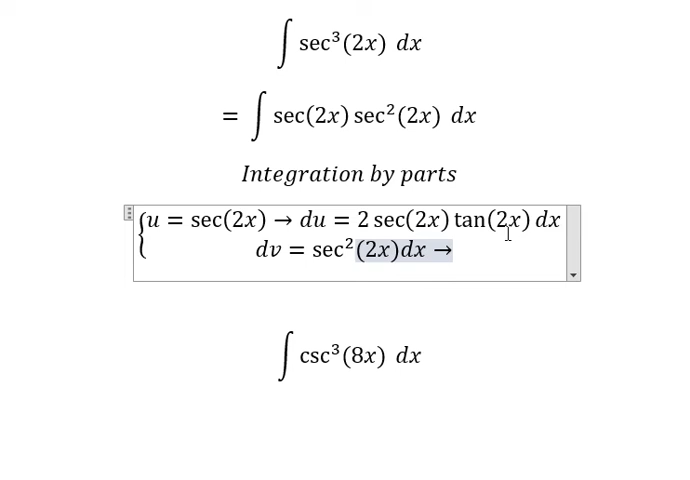 ∫ sec³(2x) dx
= ∫ sec(2x) sec²(2x) dx
Integration by parts
{u = sec(2x) → du = 2 sec(2x) tan(2x) dx
dv = sec²(2x)dx →
∫ csc³(8x) dx